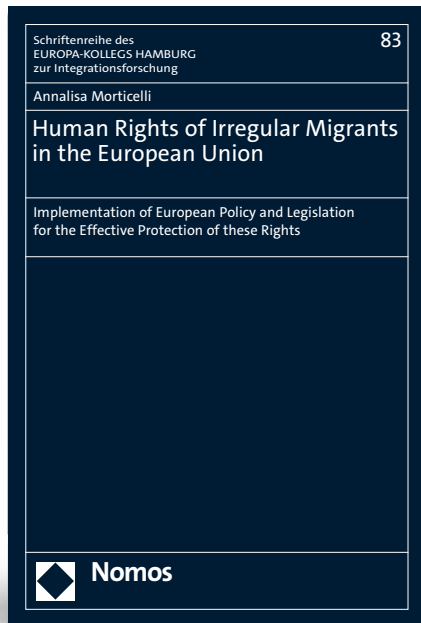 Schriftenreihe des
EUROPA-KOLLEGS HAMBURG
zur Integrationsforschung
83
Annalisa Morticelli
Human Rights of Irregular Migrants
in the European Union
Implementation of European Policy and Legislation
for the Effective Protection of these Rights
Nomos